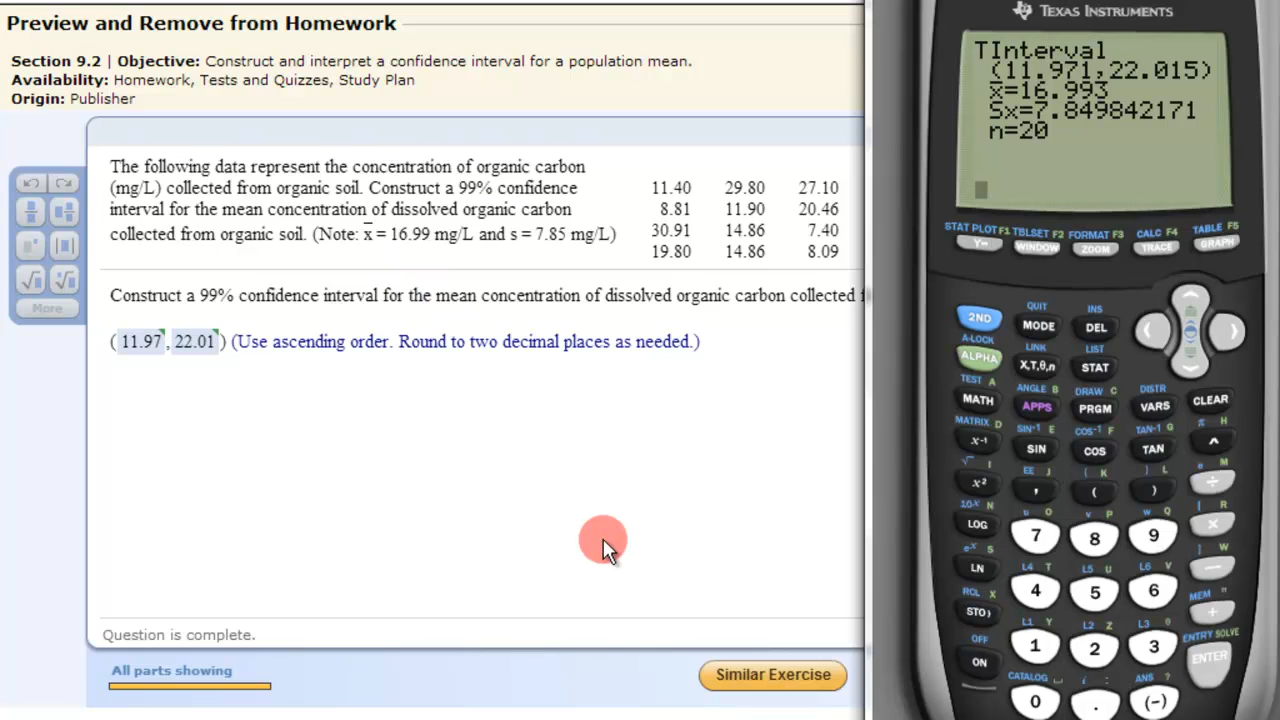 Preview and Remove from Homework
Section 9.2 | Objective: Construct and interpret a confidence interval for a population mean.
Availability: Homework, Tests and Quizzes, Study Plan
Origin: Publisher
The following data represent the concentration of organic carbon
(mg/L) collected from organic soil. Construct a 99% confidence
interval for the mean concentration of dissolved organic carbon
collected from organic soil. (Note: x̅ = 16.99 mg/L and s = 7.85 mg/L)
11.40 29.80 27.10
8.81 11.90 20.46
30.91 14.86 7.40
19.80 14.86 8.09
Construct a 99% confidence interval for the mean concentration of dissolved organic carbon collected
( 11.97 , 22.01 ) (Use ascending order. Round to two decimal places as needed.)
More
Question is complete.
All parts showing
Similar Exercise
TEXAS INSTRUMENTS
TInterval
(11.971,22.015)
x̅=16.993
Sx=7.849842171
n=20
STAT PLOT F1 TBLSET F2 FORMAT F3 CALC F4 TABLE F5
Y= WINDOW ZOOM TRACE GRAPH
QUIT INS
2ND MODE DEL
A-LOCK LINK LIST
ALPHA X,T,θ,n STAT
TEST A ANGLE B DRAW C DISTR
MATH APPS PRGM VARS CLEAR
MATRIX D SIN⁻¹ E COS⁻¹ F TAN⁻¹ G π H
x⁻¹ SIN COS TAN ^
√ I EE J { K } L e M
x² , ( ) ÷
10ˣ N u O v P w Q [ R
LOG 7 8 9 ×
eˣ S L4 T L5 U L6 V ] W
LN 4 5 6 −
RCL X L1 Y L2 Z L3 θ MEM "
STO⟩ 1 2 3 +
OFF CATALOG ⎵ i : ANS ? ENTRY SOLVE
ON 0 . (-) ENTER